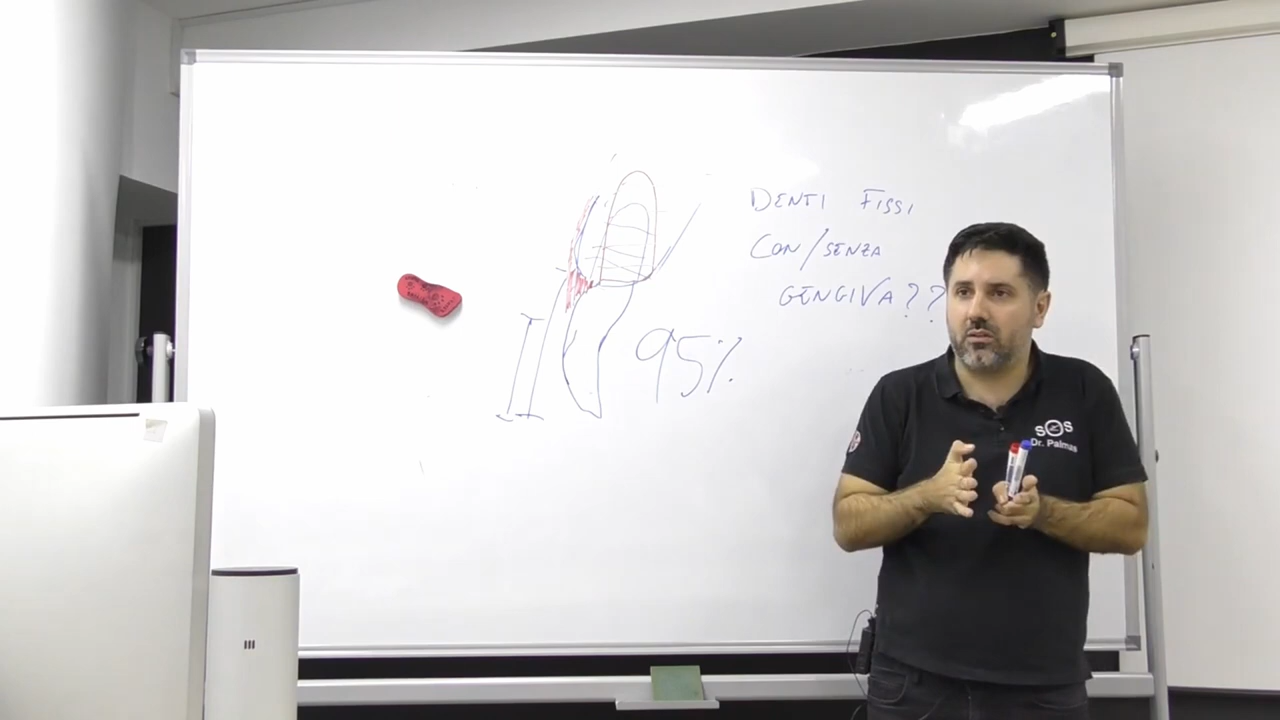 DENTI FISSI
CON/SENZA
GENGIVA??
95%
SOS
Dr. Palmas